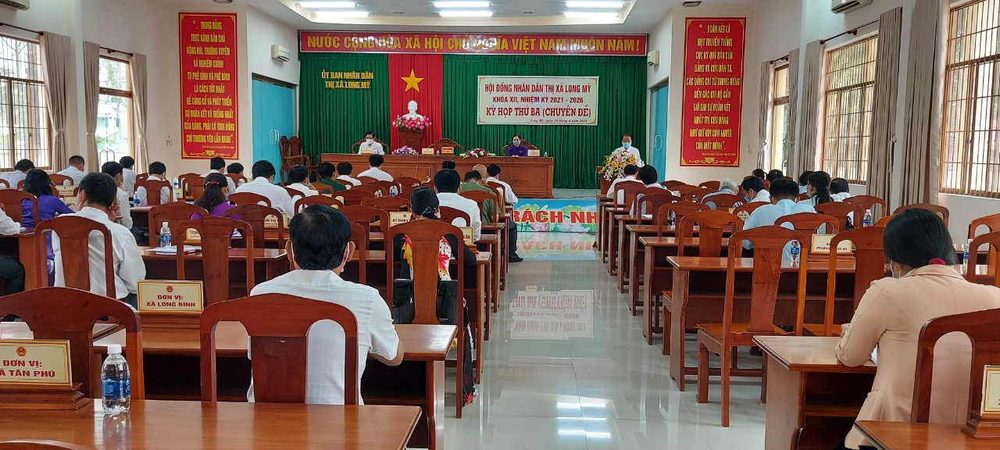 NƯỚC CỘNG HÒA XÃ HỘI CHỦ NGHĨA VIỆT NAM MUÔN NĂM!
ỦY BAN NHÂN DÂN
THỊ XÃ LONG MỸ
HỘI ĐỒNG NHÂN DÂN THỊ XÃ LONG MỸ
KHÓA XII, NHIỆM KỲ 2021 - 2026
KỲ HỌP THỨ BA (CHUYÊN ĐỀ)
Long Mỹ, ngày 18 tháng 8 năm 2021
"... TRONG ĐẢNG
THỰC HÀNH DÂN CHỦ
RỘNG RÃI, THƯỜNG XUYÊN
VÀ NGHIÊM CHỈNH
TỰ PHÊ BÌNH VÀ PHÊ BÌNH
LÀ CÁCH TỐT NHẤT
ĐỂ CỦNG CỐ VÀ PHÁT TRIỂN
SỰ ĐOÀN KẾT VÀ THỐNG NHẤT
CỦA ĐẢNG. PHẢI CÓ TÌNH ĐỒNG
CHÍ THƯƠNG YÊU LẪN NHAU"
"ĐOÀN KẾT LÀ
MỘT TRUYỀN THỐNG
CỰC KỲ QUÝ BÁU CỦA
ĐẢNG VÀ CỦA DÂN TA.
CÁC ĐỒNG CHÍ TỪ TRUNG ƯƠNG
ĐẾN CÁC CHI BỘ CẦN
GIỮ GÌN SỰ ĐOÀN KẾT
NHẤT TRÍ CỦA ĐẢNG
NHƯ GIỮ GÌN CON NGƯƠI
CỦA MẮT MÌNH"
TRÁCH NH
ĐƠN VỊ:
XÃ LONG BÌNH
ĐƠN VỊ:
XÃ TÂN PHÚ